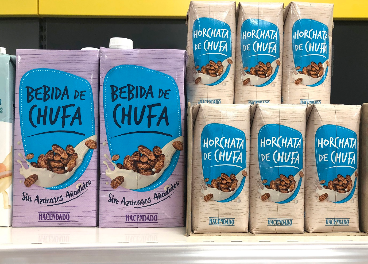 BEBIDA DE
CHUFA
Sin Azúcares Añadidos
HACENDADO
BEBIDA DE
CHUFA
Sin Azúcares Añadidos
HACENDADO
HORCHATA
DE CHUFA
HORCHATA
DE CHUFA
HORCHATA
DE CHUFA
HORCHATA
DE CHUFA
HACENDADO
HORCHATA
DE CHUFA
HACENDADO
HORCHATA
DE CHUFA
HACENDADO